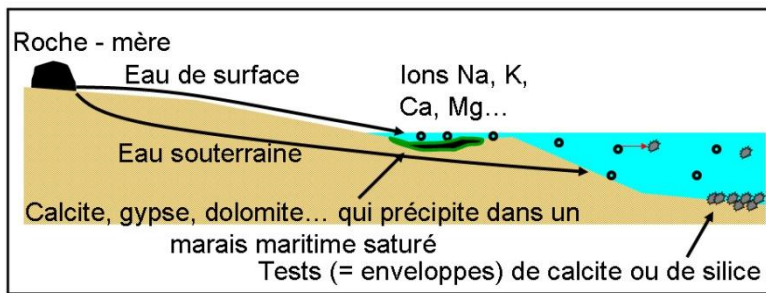 Roche - mère
Eau de surface
Ions Na, K,
Ca, Mg...
Eau souterraine
Calcite, gypse, dolomite... qui précipite dans un
marais maritime saturé
Tests (= enveloppes) de calcite ou de silice